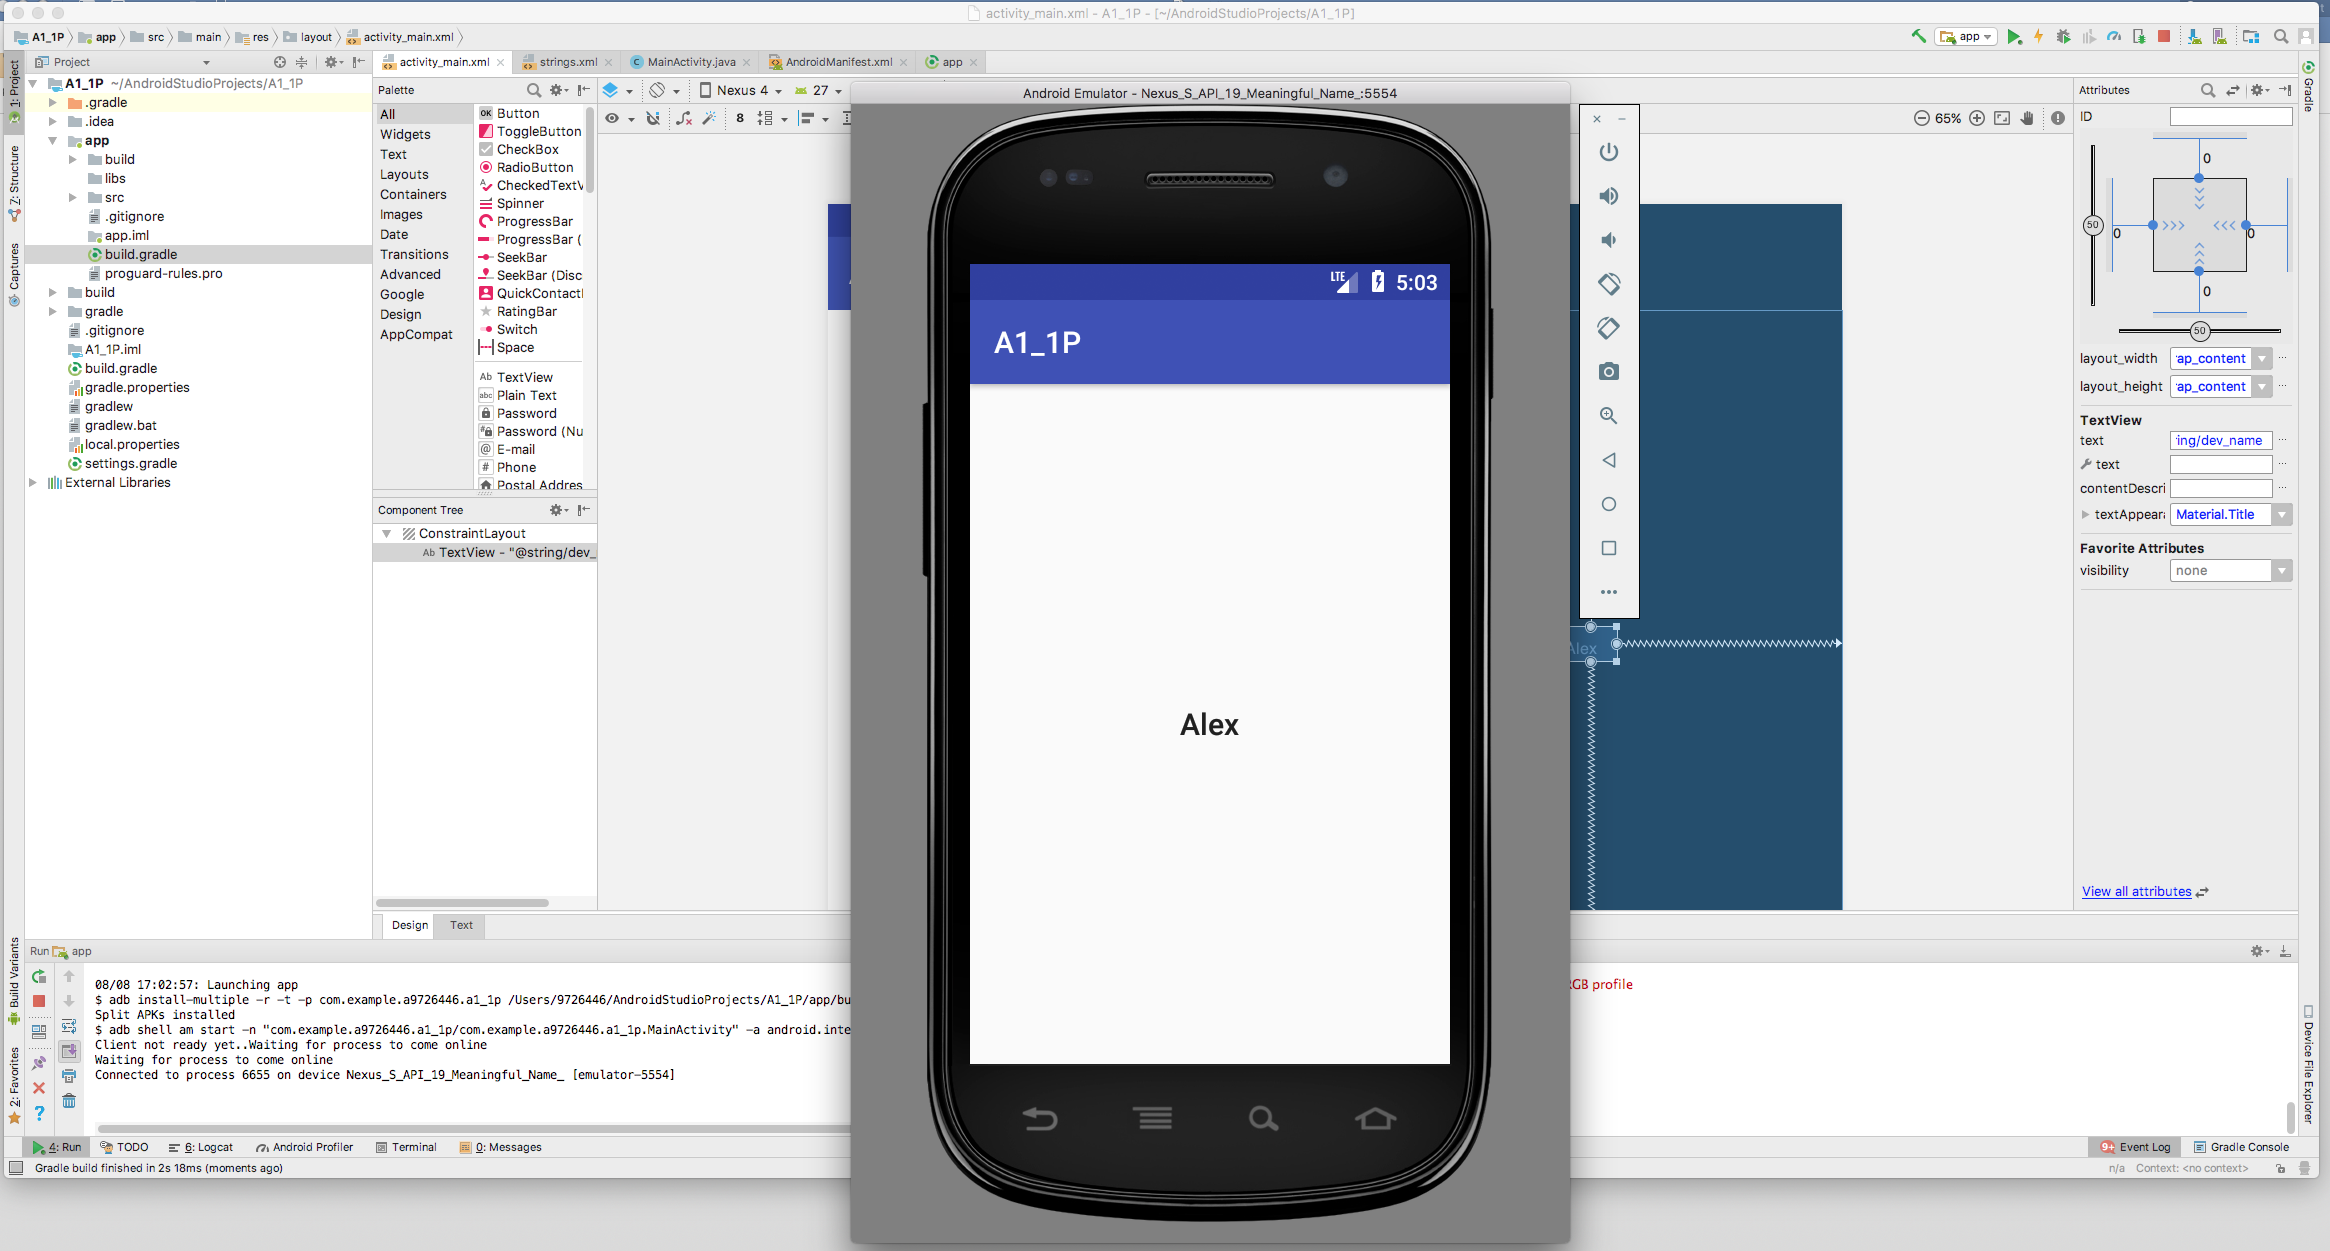 activity_main.xml - A1_1P - [~/AndroidStudioProjects/A1_1P]
A1_1P app src main res layout activity_main.xml
app
1: Project
7: Structure
Captures
Build Variants
2: Favorites
Project
A1_1P ~/AndroidStudioProjects/A1_1P
.gradle
.idea
app
build
libs
src
.gitignore
app.iml
build.gradle
proguard-rules.pro
build
gradle
.gitignore
A1_1P.iml
build.gradle
gradle.properties
gradlew
gradlew.bat
local.properties
settings.gradle
External Libraries
activity_main.xml strings.xml MainActivity.java AndroidManifest.xml app
Palette
All
Widgets
Text
Layouts
Containers
Images
Date
Transitions
Advanced
Google
Design
AppCompat
OK Button
ToggleButton
CheckBox
RadioButton
CheckedTextV
Spinner
ProgressBar
ProgressBar (
SeekBar
SeekBar (Disc
QuickContactI
RatingBar
Switch
Space
Ab TextView
abc Plain Text
Password
Password (Nu
@ E-mail
# Phone
Postal Addres
Nexus 4 27
8
Component Tree
ConstraintLayout
Ab TextView - "@string/dev_
Design Text
Android Emulator - Nexus_S_API_19_Meaningful_Name_:5554
LTE 5:03
A1_1P
Alex
65%
Alex
Attributes
ID
0
50
0
0
0
50
layout_width ap_content
layout_height ap_content
TextView
text ing/dev_name
text
contentDescri
textAppear Material.Title
Favorite Attributes
visibility none
View all attributes
Gradle
Device File Explorer
Run app
08/08 17:02:57: Launching app
$ adb install-multiple -r -t -p com.example.a9726446.a1_1p /Users/9726446/AndroidStudioProjects/A1_1P/app/bu
Split APKs installed
$ adb shell am start -n "com.example.a9726446.a1_1p/com.example.a9726446.a1_1p.MainActivity" -a android.inte
Client not ready yet..Waiting for process to come online
Waiting for process to come online
Connected to process 6655 on device Nexus_S_API_19_Meaningful_Name_ [emulator-5554]
GB profile
4: Run TODO 6: Logcat Android Profiler Terminal 0: Messages 9+ Event Log Gradle Console
Gradle build finished in 2s 18ms (moments ago) n/a Context: <no context>